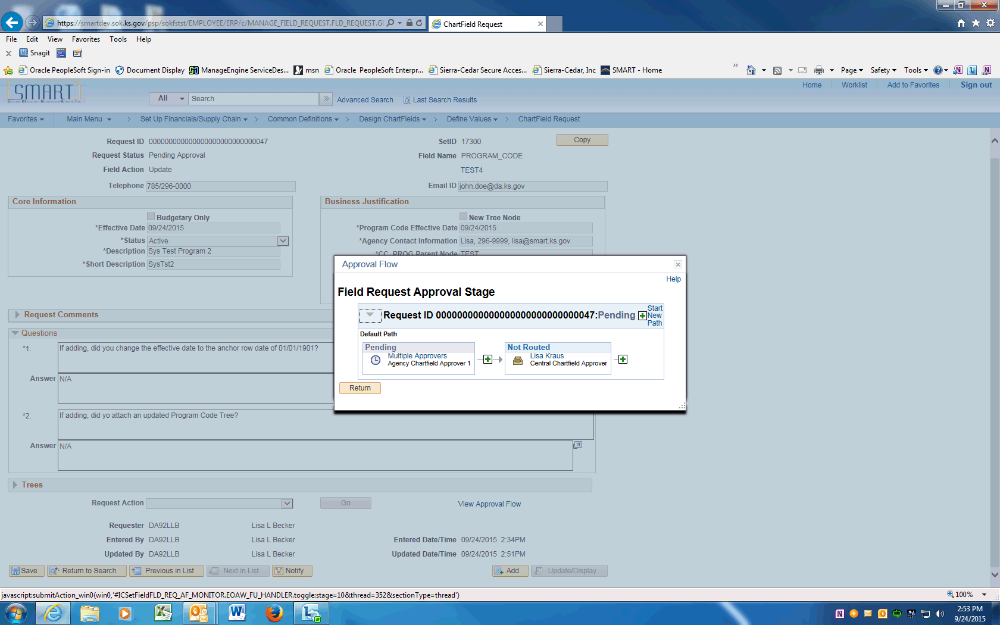 https://smartdev.sok.ks.gov/psp/sokfstst/EMPLOYEE/ERP/c/MANAGE_FIELD_REQUEST.FLD_REQUEST.GI
ChartField Request
File Edit View Favorites Tools Help
x Snagit
Oracle PeopleSoft Sign-in Document Display ManageEngine ServiceDes... msn Oracle PeopleSoft Enterpr... Sierra-Cedar Secure Acces... Sierra-Cedar, Inc SMART - Home
Page Safety Tools
SMART
Home Worklist Add to Favorites Sign out
All Search Advanced Search Last Search Results
Favorites Main Menu > Set Up Financials/Supply Chain > Common Definitions > Design ChartFields > Define Values > ChartField Request
Request ID 0000000000000000000000000000047 SetID 17300 Copy
Request Status Pending Approval Field Name PROGRAM_CODE
Field Action Update TEST4
Telephone 785/296-0000 Email ID john.doe@da.ks.gov
Core Information Business Justification
Budgetary Only New Tree Node
*Effective Date 09/24/2015 *Program Code Effective Date 09/24/2015
*Status Active *Agency Contact Information Lisa, 296-9999, lisa@smart.ks.gov
*Description Sys Test Program 2 *CC_PROG Parent Node TEST
*Short Description SysTst2
Approval Flow
Help
Field Request Approval Stage
Request ID 0000000000000000000000000000047:Pending Start New Path
Default Path
Pending Not Routed
Multiple Approvers Lisa Kraus
Agency Chartfield Approver 1 Central Chartfield Approver
Return
Request Comments
Questions
*1. If adding, did you change the effective date to the anchor row date of 01/01/1901?
Answer N/A
*2. If adding, did yo attach an updated Program Code Tree?
Answer N/A
Trees
Request Action Go View Approval Flow
Requester DA92LLB Lisa L Becker
Entered By DA92LLB Lisa L Becker Entered Date/Time 09/24/2015 2:34PM
Updated By DA92LLB Lisa L Becker Updated Date/Time 09/24/2015 2:51PM
Save Return to Search Previous in List Next in List Notify Add Update/Display
javascript:submitAction_win0(win0,'#ICSetFieldFLD_REQ_AF_MONITOR.EOAW_FU_HANDLER.toggle:stage=10&thread=352&sectionType=thread')
100%
2:53 PM
9/24/2015